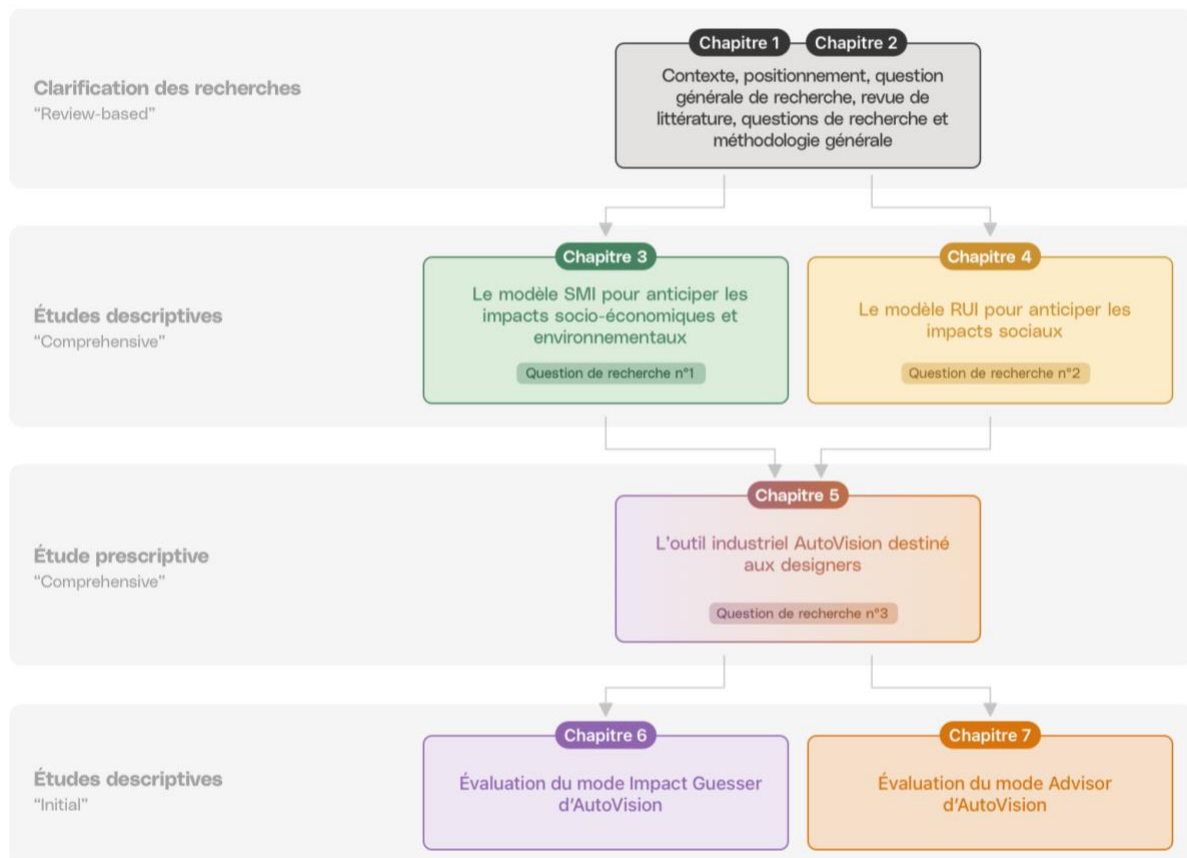 Clarification des recherches
“Review-based”
Chapitre 1
Chapitre 2
Contexte, positionnement, question
générale de recherche, revue de
littérature, questions de recherche et
méthodologie générale
Études descriptives
“Comprehensive”
Chapitre 3
Le modèle SMI pour anticiper les
impacts socio-économiques et
environnementaux
Question de recherche n°1
Chapitre 4
Le modèle RUI pour anticiper les
impacts sociaux
Question de recherche n°2
Étude prescriptive
“Comprehensive”
Chapitre 5
L’outil industriel AutoVision destiné
aux designers
Question de recherche n°3
Études descriptives
“Initial”
Chapitre 6
Évaluation du mode Impact Guesser
d’AutoVision
Chapitre 7
Évaluation du mode Advisor
d’AutoVision